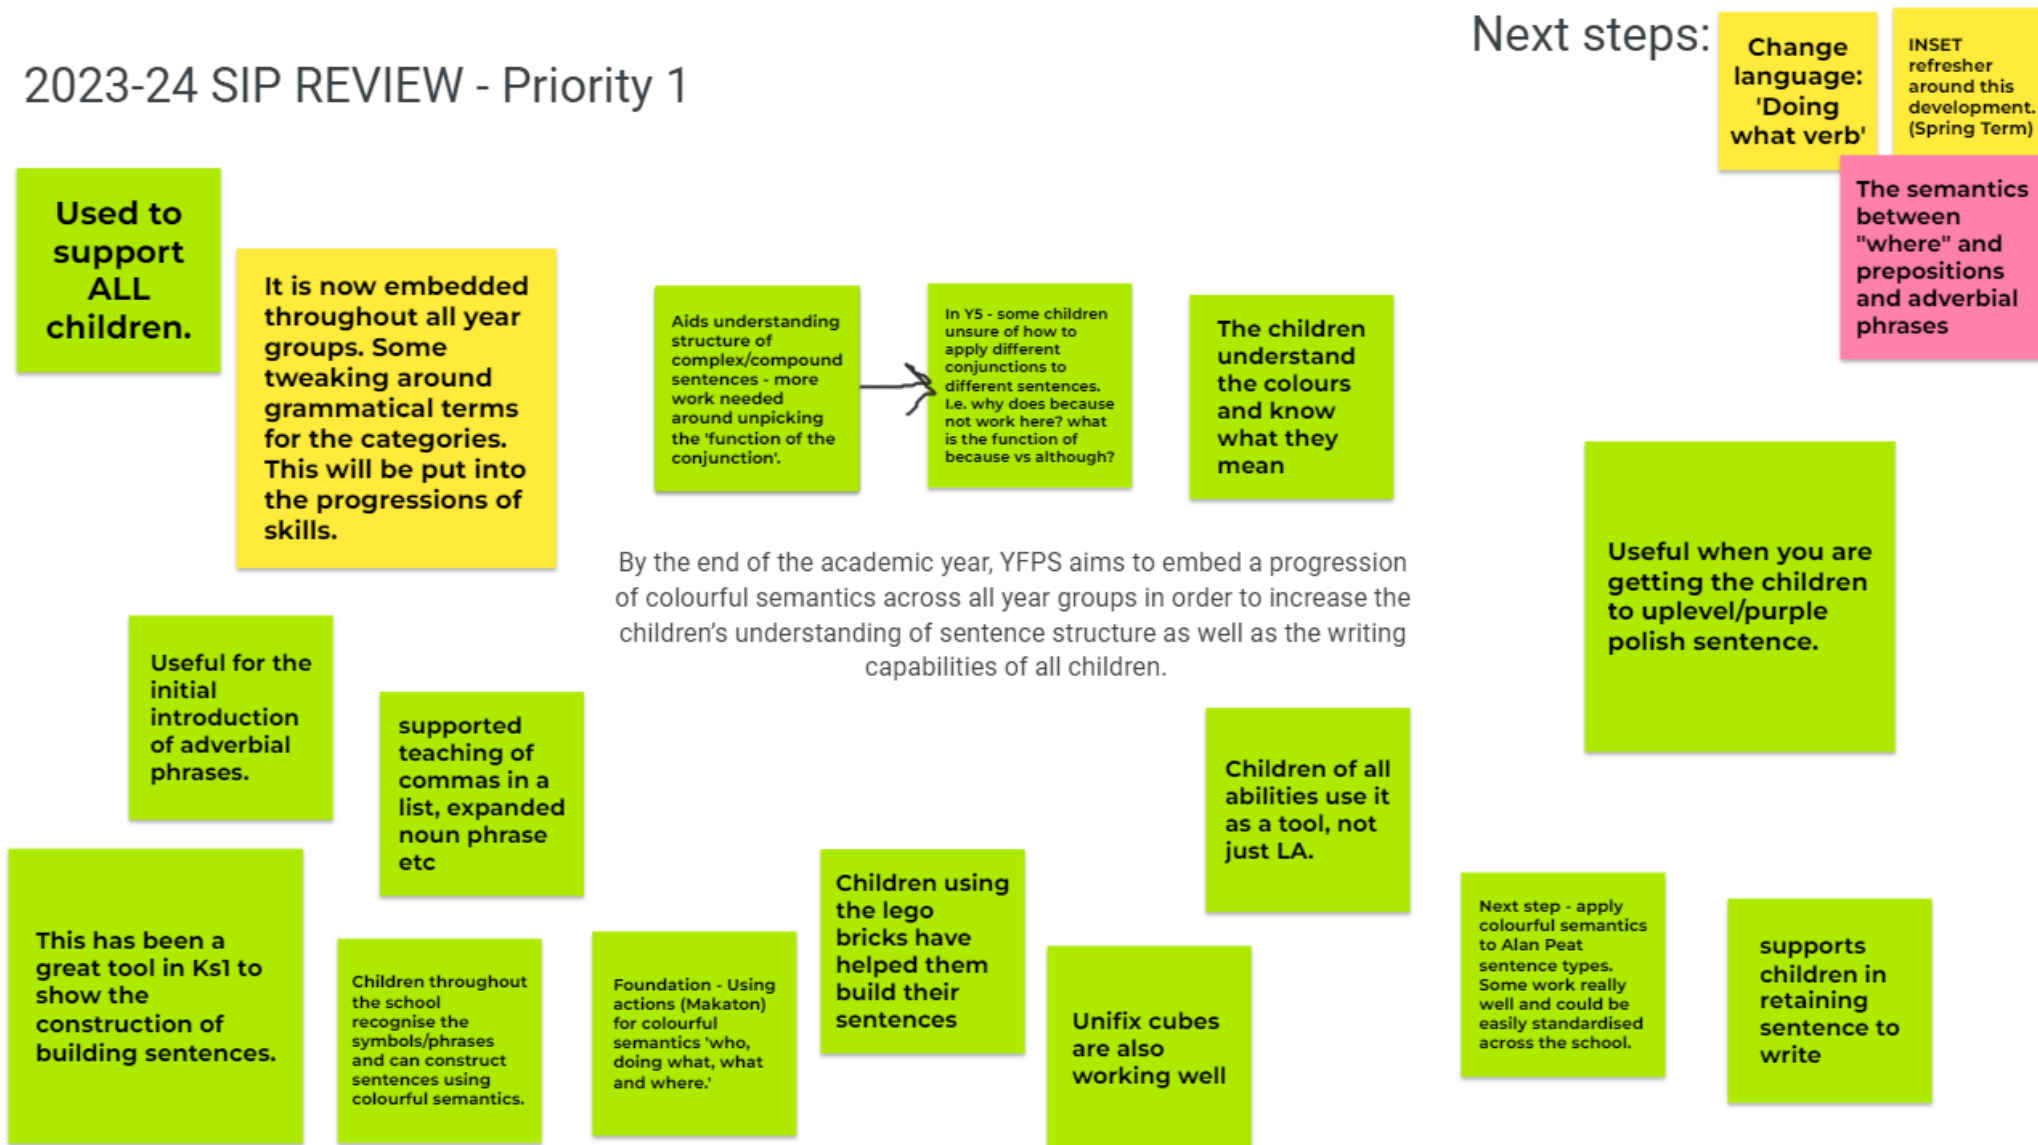 2023-24 SIP REVIEW - Priority 1
Next steps:
Change
language:
'Doing
what verb'
INSET
refresher
around this
development.
(Spring Term)
The semantics
between
"where" and
prepositions
and adverbial
phrases
Used to
support
ALL
children.
It is now embedded
throughout all year
groups. Some
tweaking around
grammatical terms
for the categories.
This will be put into
the progressions of
skills.
Aids understanding
structure of
complex/compound
sentences - more
work needed
around unpicking
the 'function of the
conjunction'.
In Y5 - some children
unsure of how to
apply different
conjunctions to
different sentences.
I.e. why does because
not work here? what
is the function of
because vs although?
The children
understand
the colours
and know
what they
mean
Useful when you are
getting the children
to uplevel/purple
polish sentence.
By the end of the academic year, YFPS aims to embed a progression
of colourful semantics across all year groups in order to increase the
children's understanding of sentence structure as well as the writing
capabilities of all children.
Useful for the
initial
introduction
of adverbial
phrases.
supported
teaching of
commas in a
list, expanded
noun phrase
etc
Children of all
abilities use it
as a tool, not
just LA.
This has been a
great tool in Ks1 to
show the
construction of
building sentences.
Children throughout
the school
recognise the
symbols/phrases
and can construct
sentences using
colourful semantics.
Foundation - Using
actions (Makaton)
for colourful
semantics 'who,
doing what, what
and where.'
Children using
the lego
bricks have
helped them
build their
sentences
Unifix cubes
are also
working well
Next step - apply
colourful semantics
to Alan Peat
sentence types.
Some work really
well and could be
easily standardised
across the school.
supports
children in
retaining
sentence to
write